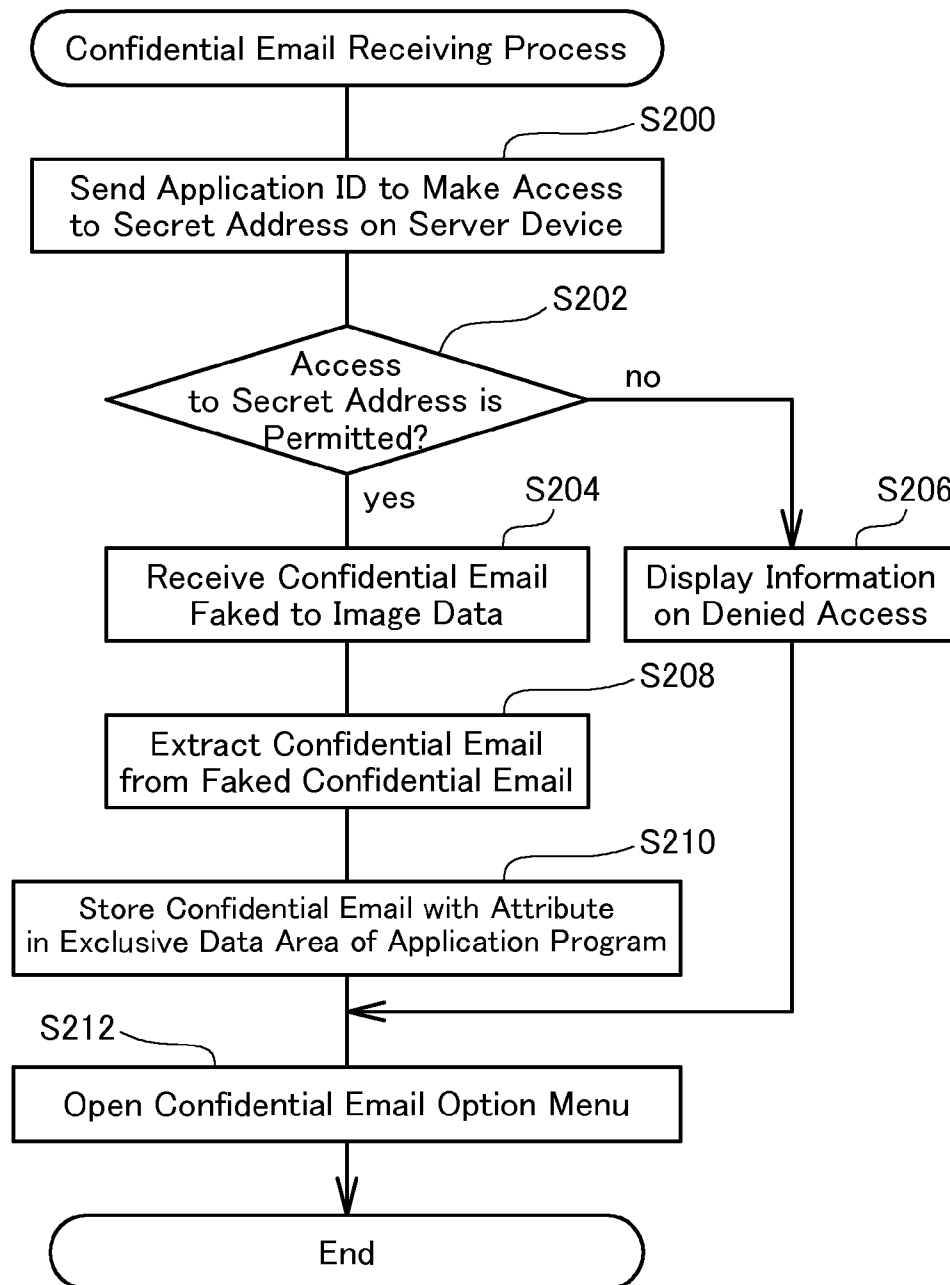 Confidential Email Receiving Process
S200
Send Application ID to Make Access
to Secret Address on Server Device
S202
Access
to Secret Address is
Permitted?
no
yes
S204
S206
Receive Confidential Email
Faked to Image Data
Display Information
on Denied Access
S208
Extract Confidential Email
from Faked Confidential Email
S210
Store Confidential Email with Attribute
in Exclusive Data Area of Application Program
S212
Open Confidential Email Option Menu
End